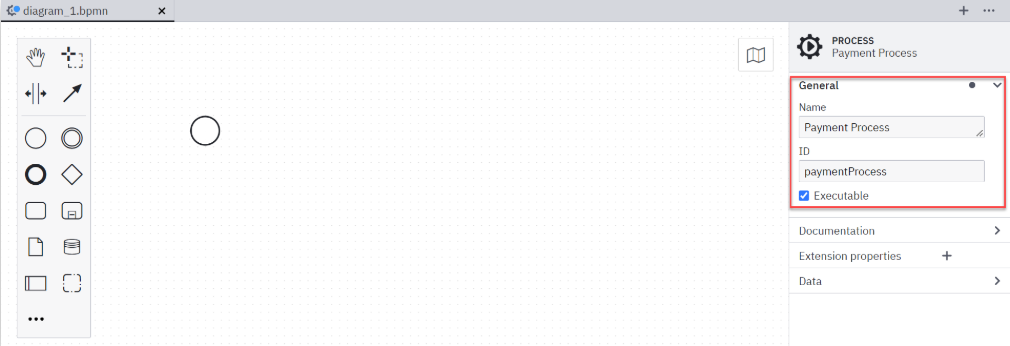 diagram_1.bpmn
PROCESS
Payment Process
General
Name
Payment Process
ID
paymentProcess
Executable
Documentation
Extension properties
Data